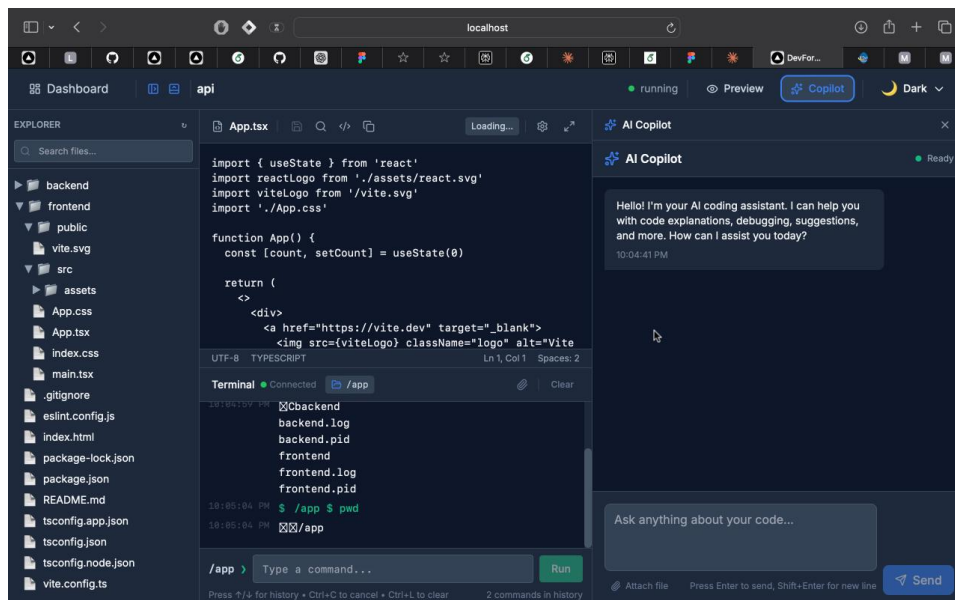 localhost
DevFor...
Dashboard
api
running
Preview
Copilot
Dark
EXPLORER
Search files...
backend
frontend
public
vite.svg
src
assets
App.css
App.tsx
index.css
main.tsx
.gitignore
eslint.config.js
index.html
package-lock.json
package.json
README.md
tsconfig.app.json
tsconfig.json
tsconfig.node.json
vite.config.ts
App.tsx
Loading...
import { useState } from 'react'
import reactLogo from './assets/react.svg'
import viteLogo from '/vite.svg'
import './App.css'
function App() {
const [count, setCount] = useState(0)
return (
<>
<div>
<a href="https://vite.dev" target="_blank">
<img src={viteLogo} className="logo" alt="Vite
UTF-8 TYPESCRIPT Ln 1, Col 1 Spaces: 2
Terminal Connected /app Clear
10:04:59 PM Cbackend
backend.log
backend.pid
frontend
frontend.log
frontend.pid
10:05:04 PM $ /app $ pwd
10:05:04 PM /app
/app ❯ Type a command... Run
Press ↑/↓ for history • Ctrl+C to cancel • Ctrl+L to clear 2 commands in history
AI Copilot
AI Copilot Ready
Hello! I'm your AI coding assistant. I can help you
with code explanations, debugging, suggestions,
and more. How can I assist you today?
10:04:41 PM
Ask anything about your code...
Attach file Press Enter to send, Shift+Enter for new line
Send